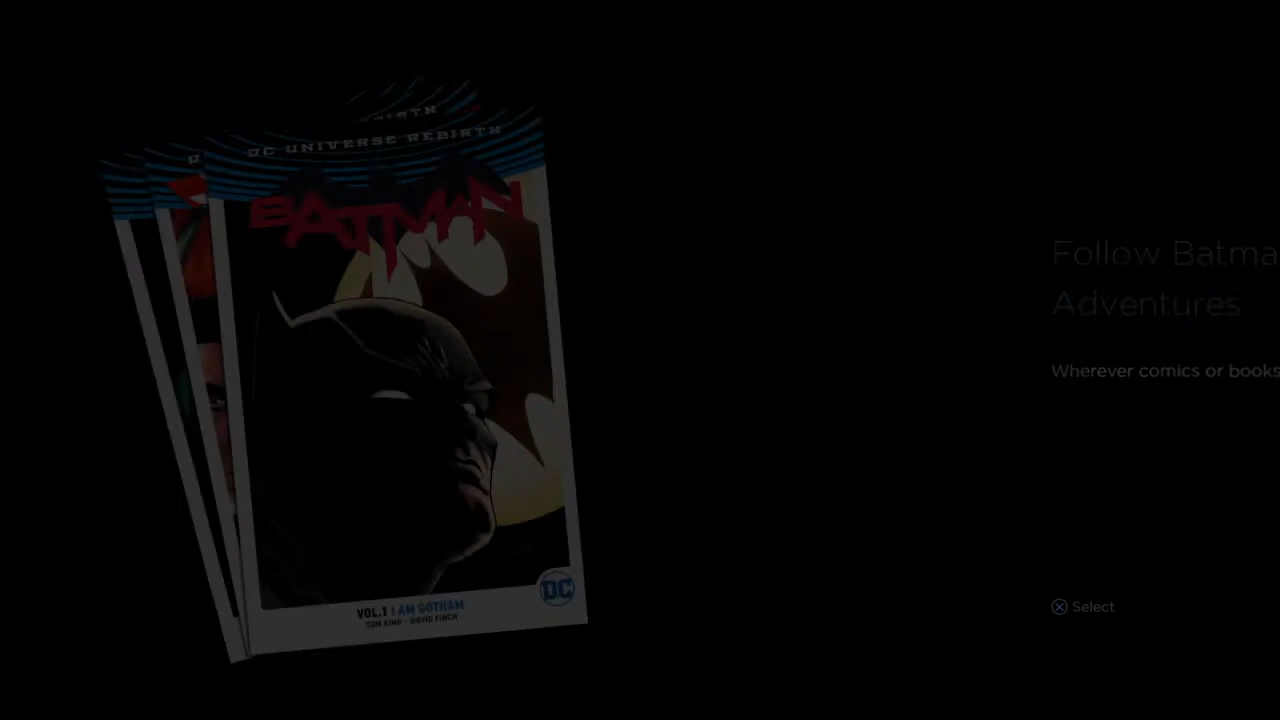 BIRTH
DC UNIVERSE REBIRTH
D
BATMAN
Follow Batma
Adventures
Wherever comics or books
DC
VOL.1 I AM GOTHAM
TOM KING · DAVID FINCH
Select